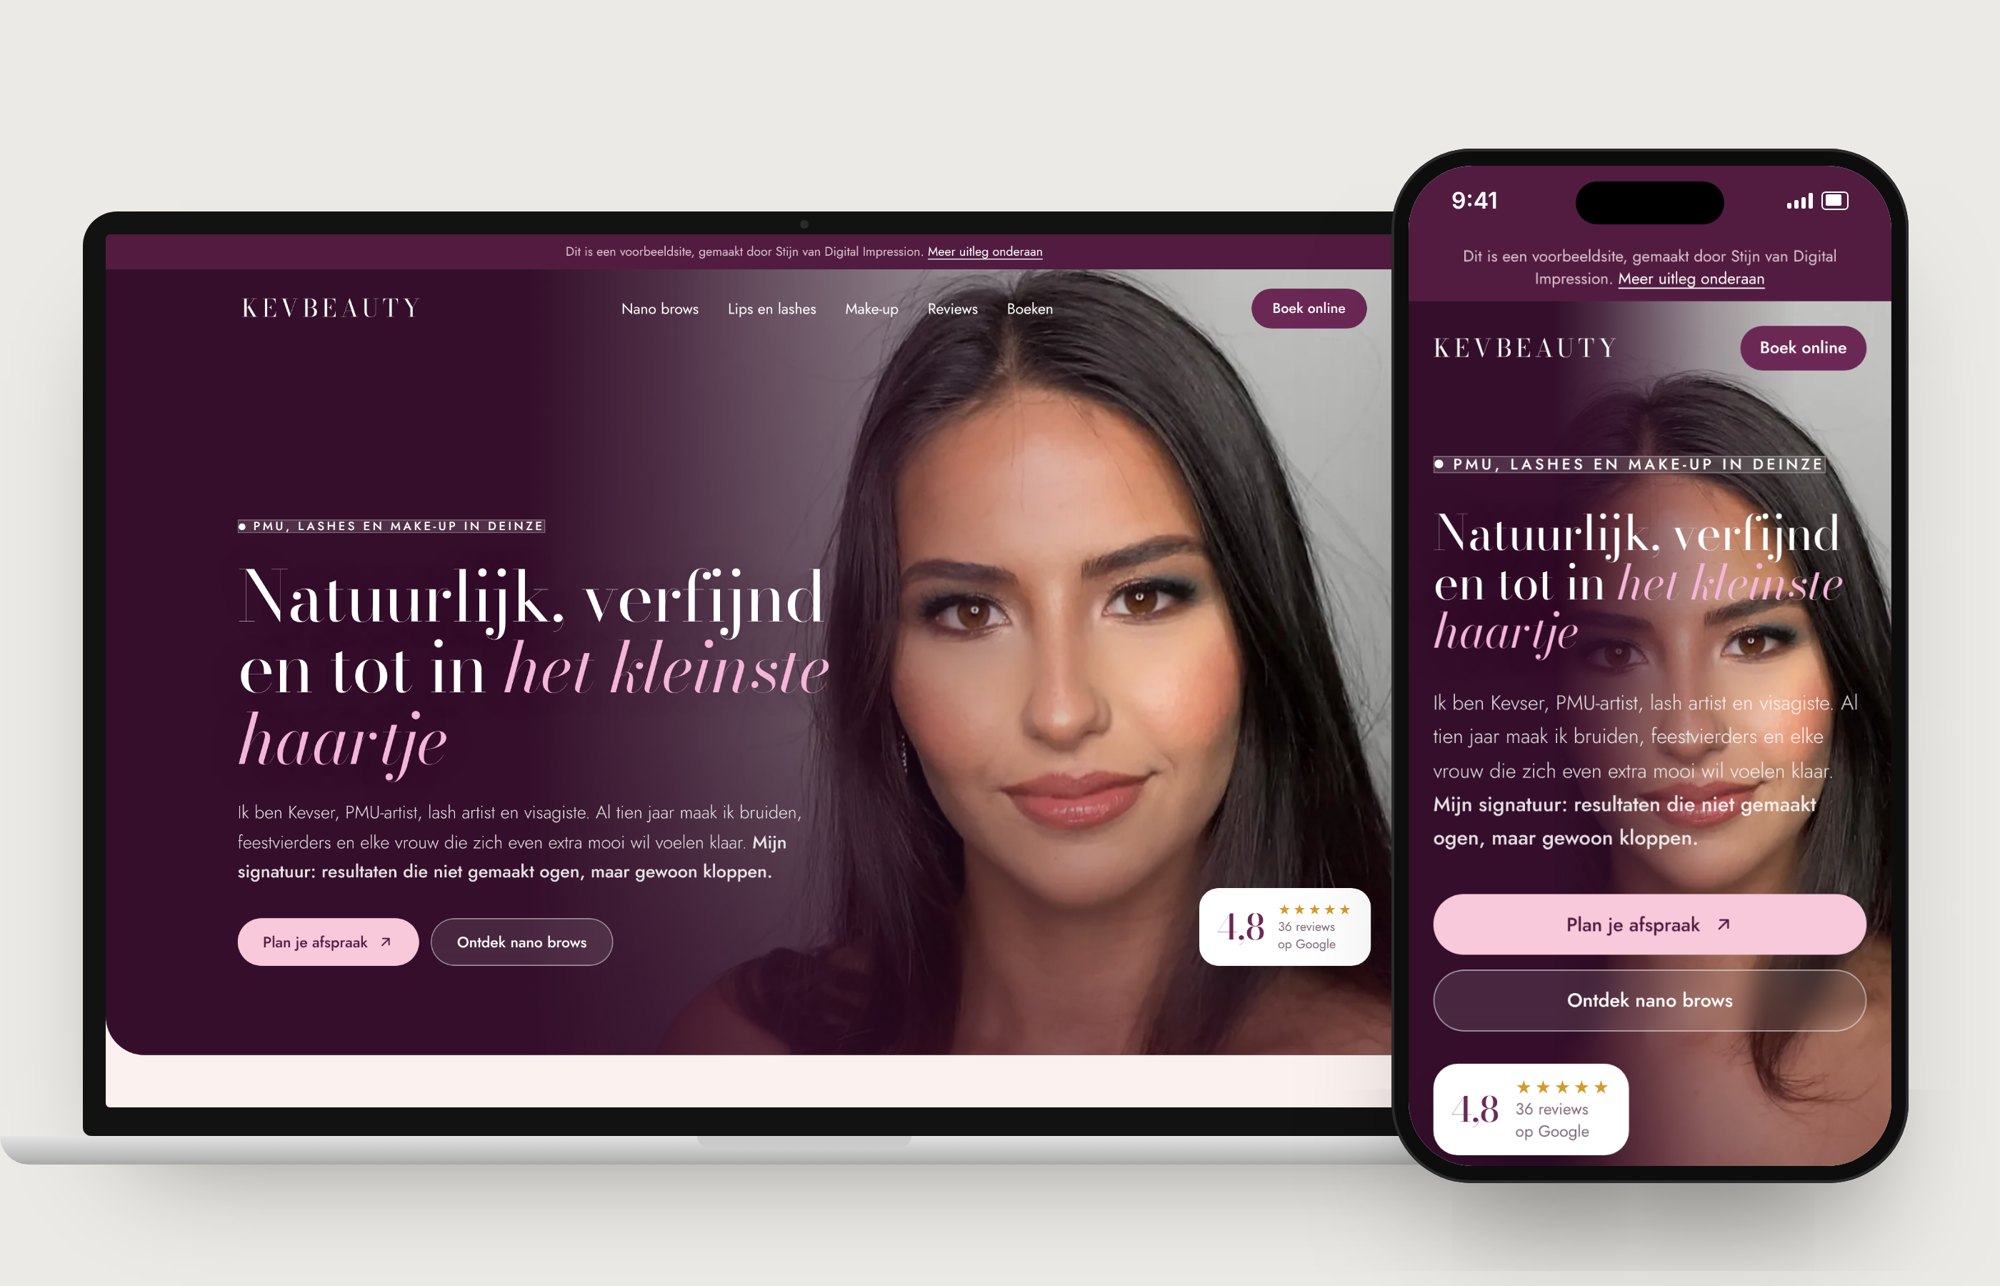 Dit is een voorbeeldsite, gemaakt door Stijn van Digital Impression. Meer uitleg onderaan
KEVBEAUTY
Nano brows
Lips en lashes
Make-up
Reviews
Boeken
Boek online
PMU, LASHES EN MAKE-UP IN DEINZE
Natuurlijk, verfijnd
en tot in het kleinste
haartje
Ik ben Kevser, PMU-artist, lash artist en visagiste. Al tien jaar maak ik bruiden,
feestvierders en elke vrouw die zich even extra mooi wil voelen klaar. Mijn
signatuur: resultaten die niet gemaakt ogen, maar gewoon kloppen.
Plan je afspraak ↗
Ontdek nano brows
4,8
★★★★★
36 reviews
op Google
9:41
Dit is een voorbeeldsite, gemaakt door Stijn van Digital
Impression. Meer uitleg onderaan
KEVBEAUTY
Boek online
PMU, LASHES EN MAKE-UP IN DEINZE
Natuurlijk, verfijnd
en tot in het kleinste
haartje
Ik ben Kevser, PMU-artist, lash artist en visagiste. Al
tien jaar maak ik bruiden, feestvierders en elke
vrouw die zich even extra mooi wil voelen klaar.
Mijn signatuur: resultaten die niet gemaakt
ogen, maar gewoon kloppen.
Plan je afspraak ↗
Ontdek nano brows
4,8
★★★★★
36 reviews
op Google